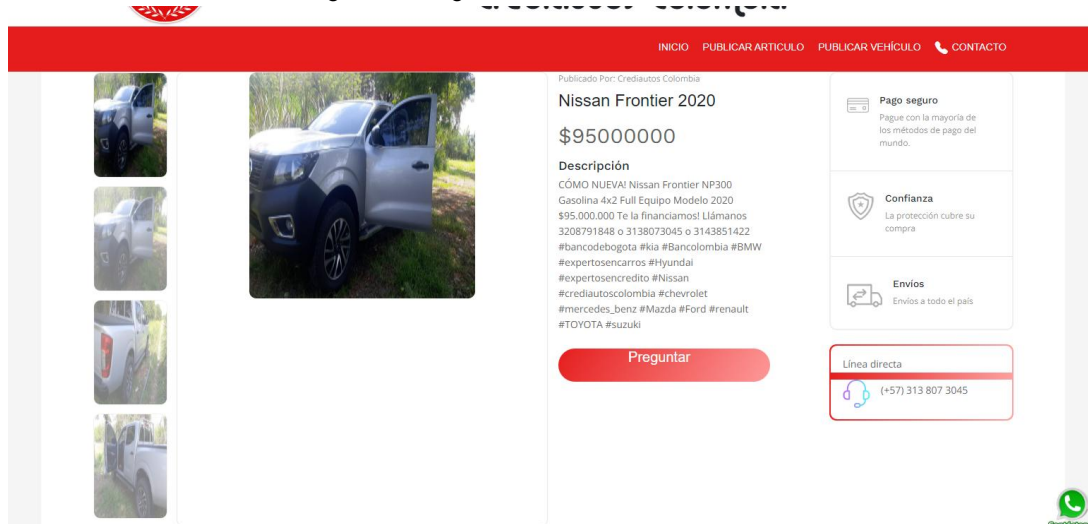 INICIO PUBLICAR ARTICULO PUBLICAR VEHÍCULO CONTACTO
Publicado Por: Crediautos Colombia
Nissan Frontier 2020
$95000000
Descripción
CÓMO NUEVA! Nissan Frontier NP300
Gasolina 4x2 Full Equipo Modelo 2020
$95.000.000 Te la financiamos! Llámanos
3208791848 o 3138073045 o 3143851422
#bancodebogota #kia #Bancolombia #BMW
#expertosencarros #Hyundai
#expertosencredito #Nissan
#crediautoscolombia #chevrolet
#mercedes_benz #Mazda #Ford #renault
#TOYOTA #suzuki
Preguntar
Pago seguro
Pague con la mayoría de
los métodos de pago del
mundo.
Confianza
La protección cubre su
compra
Envíos
Envíos a todo el país
Línea directa
(+57) 313 807 3045